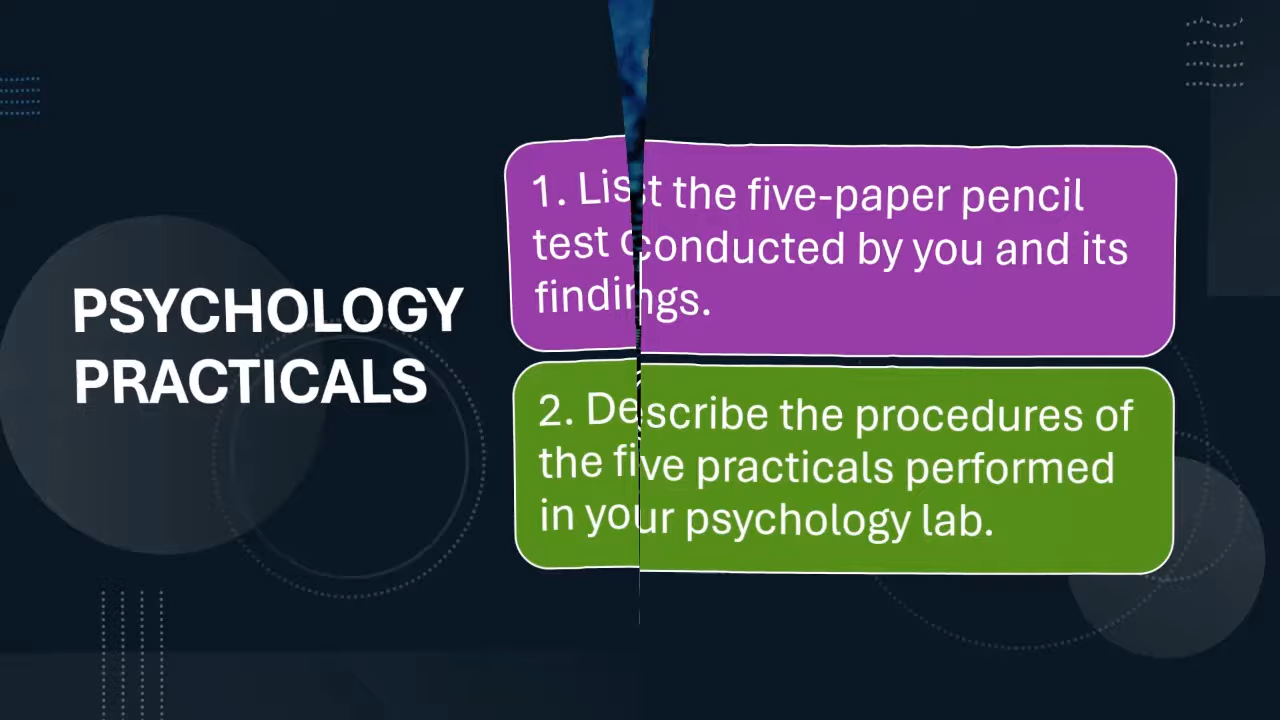 PSYCHOLOGY
PRACTICALS
1. List the five-paper pencil
test conducted by you and its
findings.
2. Describe the procedures of
the five practicals performed
in your psychology lab.